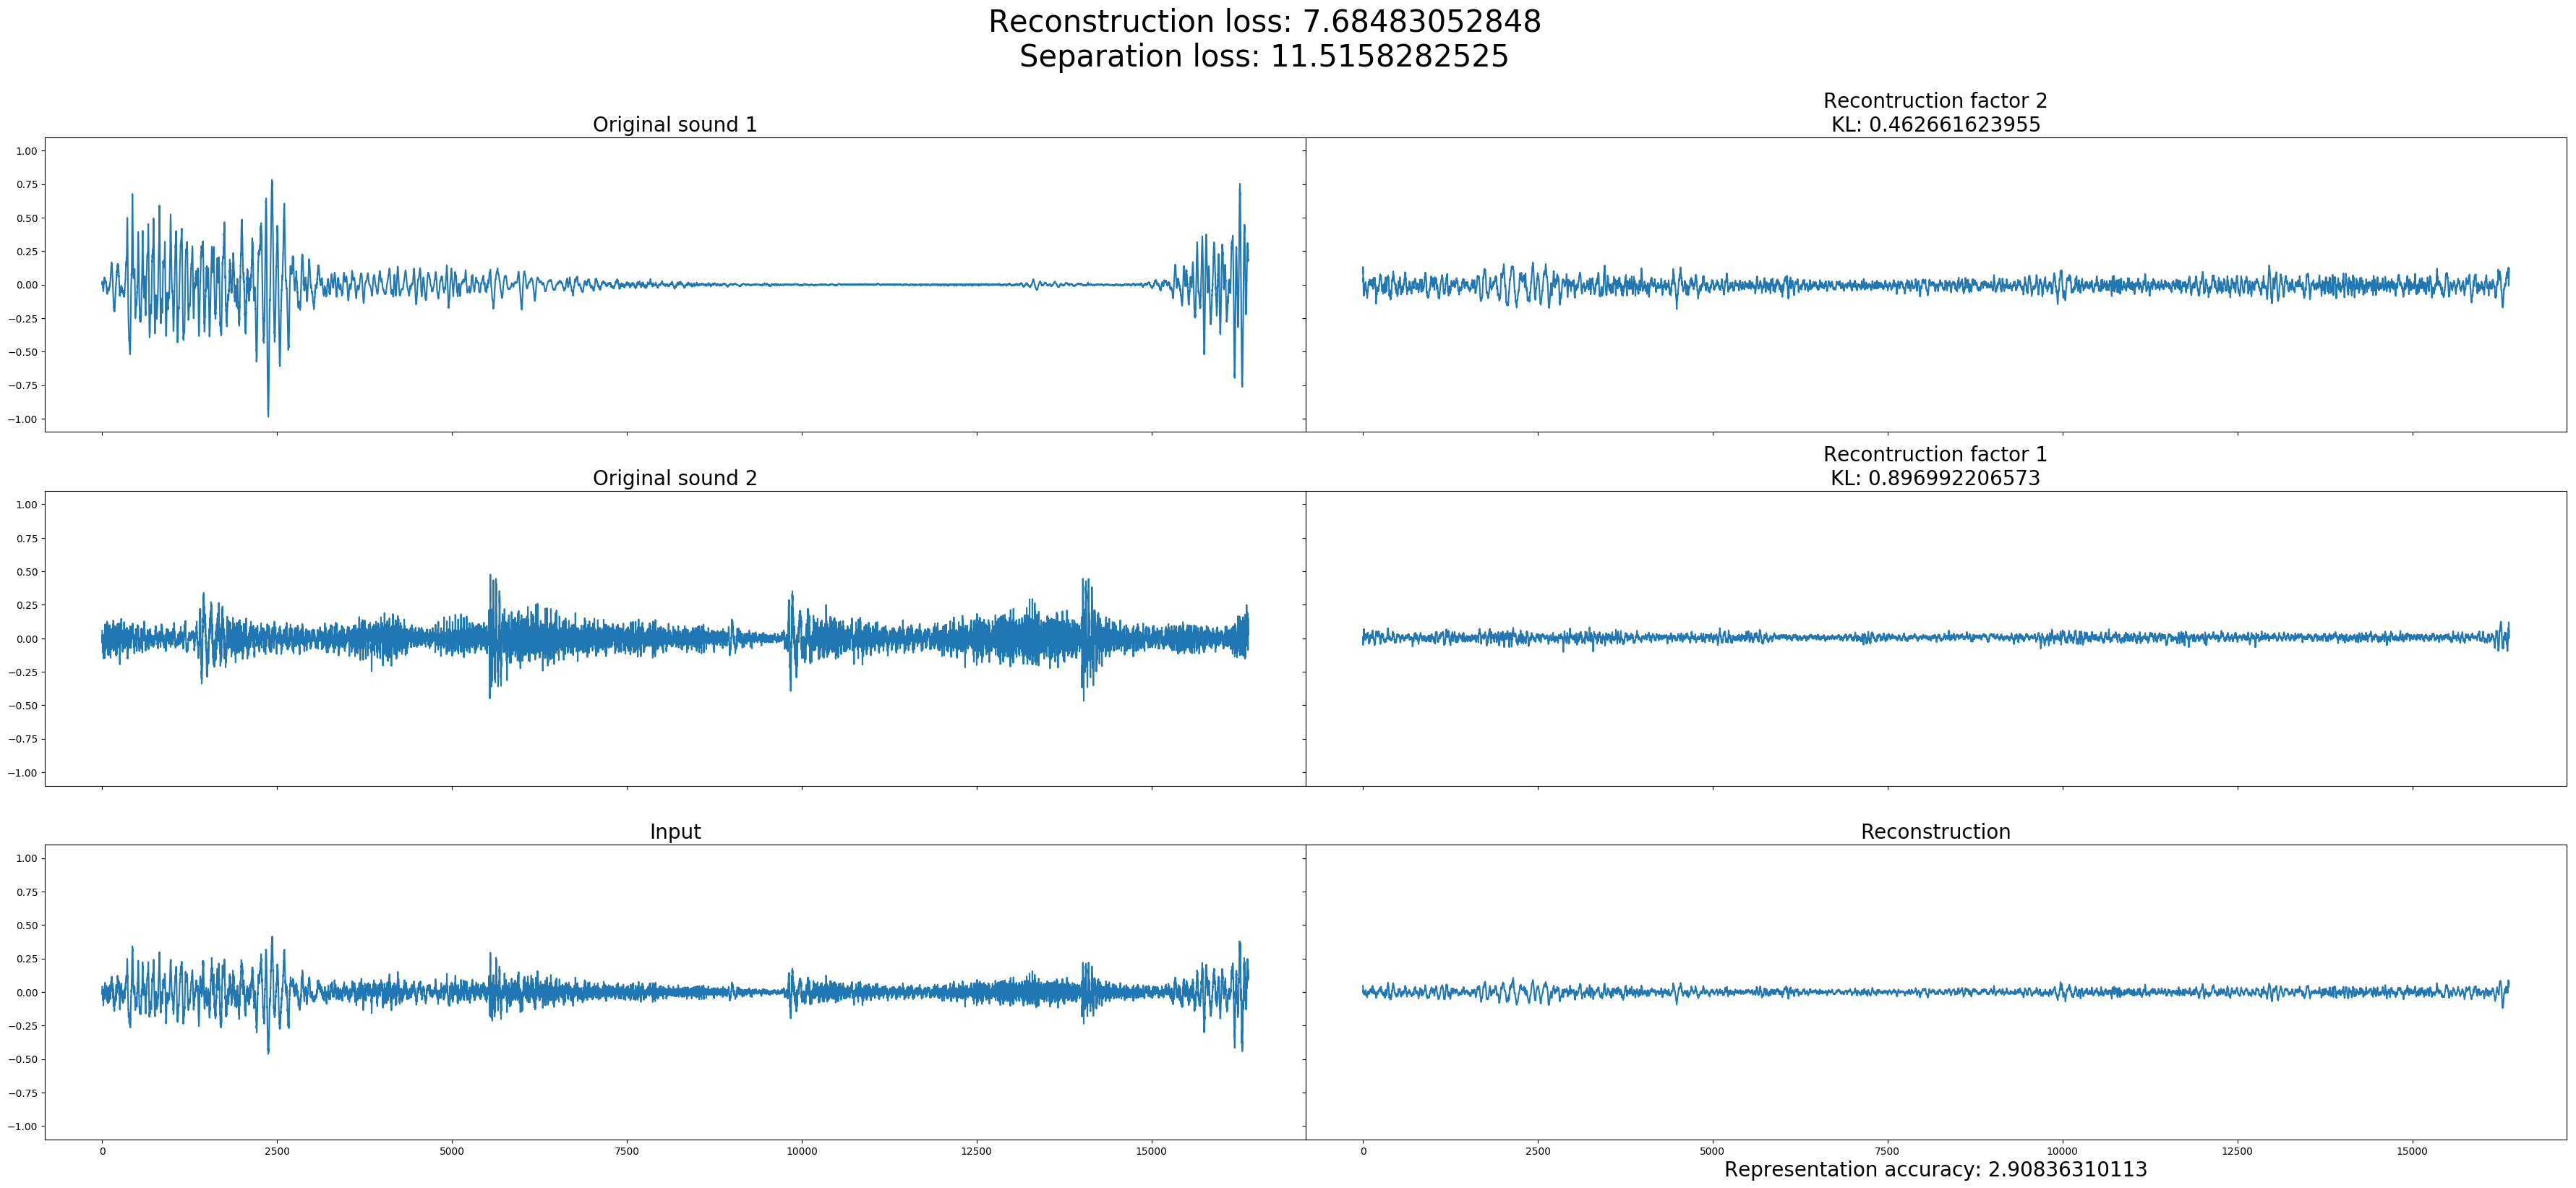 Reconstruction loss: 7.68483052848
Separation loss: 11.5158282525
Original sound 1
Recontruction factor 2
KL: 0.462661623955
1.00
0.75
0.50
0.25
0.00
−0.25
−0.50
−0.75
−1.00
Original sound 2
Recontruction factor 1
KL: 0.896992206573
1.00
0.75
0.50
0.25
0.00
−0.25
−0.50
−0.75
−1.00
Input
Reconstruction
1.00
0.75
0.50
0.25
0.00
−0.25
−0.50
−0.75
−1.00
0 2500 5000 7500 10000 12500 15000
0 2500 5000 7500 10000 12500 15000
Representation accuracy: 2.90836310113